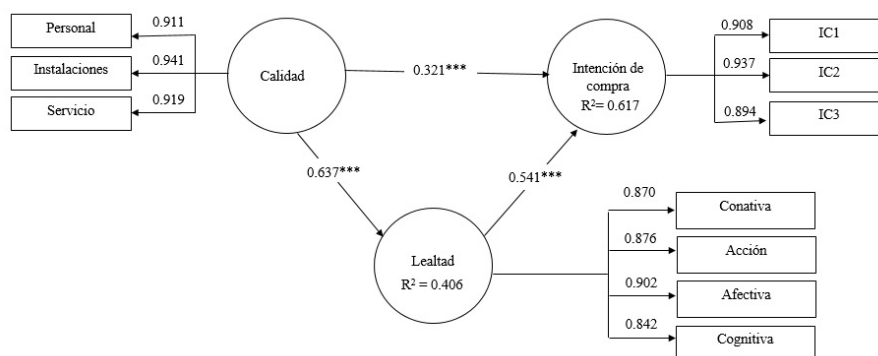 Personal
0.911
Instalaciones
0.941
Servicio
0.919
Calidad
0.321***
Intención de
compra
R²= 0.617
0.908
IC1
0.937
IC2
0.894
IC3
0.637***
0.541***
Lealtad
R² = 0.406
0.870
Conativa
0.876
Acción
0.902
Afectiva
0.842
Cognitiva